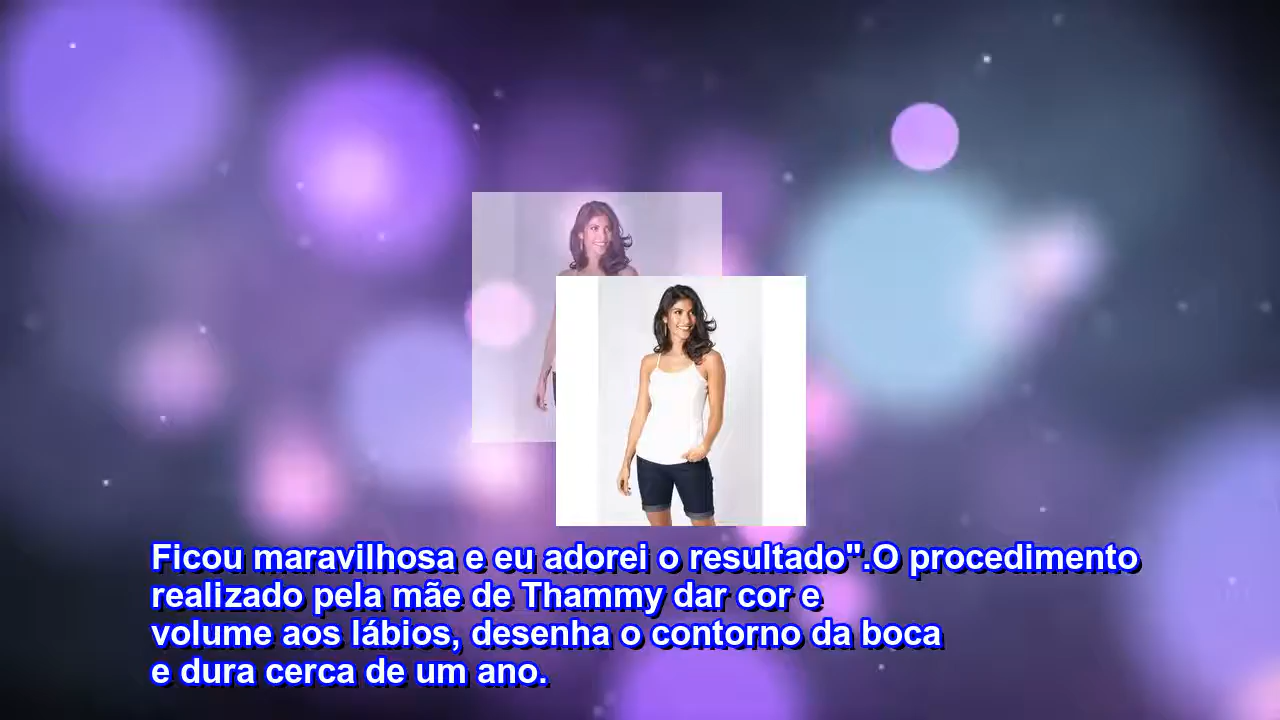 Ficou maravilhosa e eu adorei o resultado".O procedimento
realizado pela mãe de Thammy dar cor e
volume aos lábios, desenha o contorno da boca
e dura cerca de um ano.